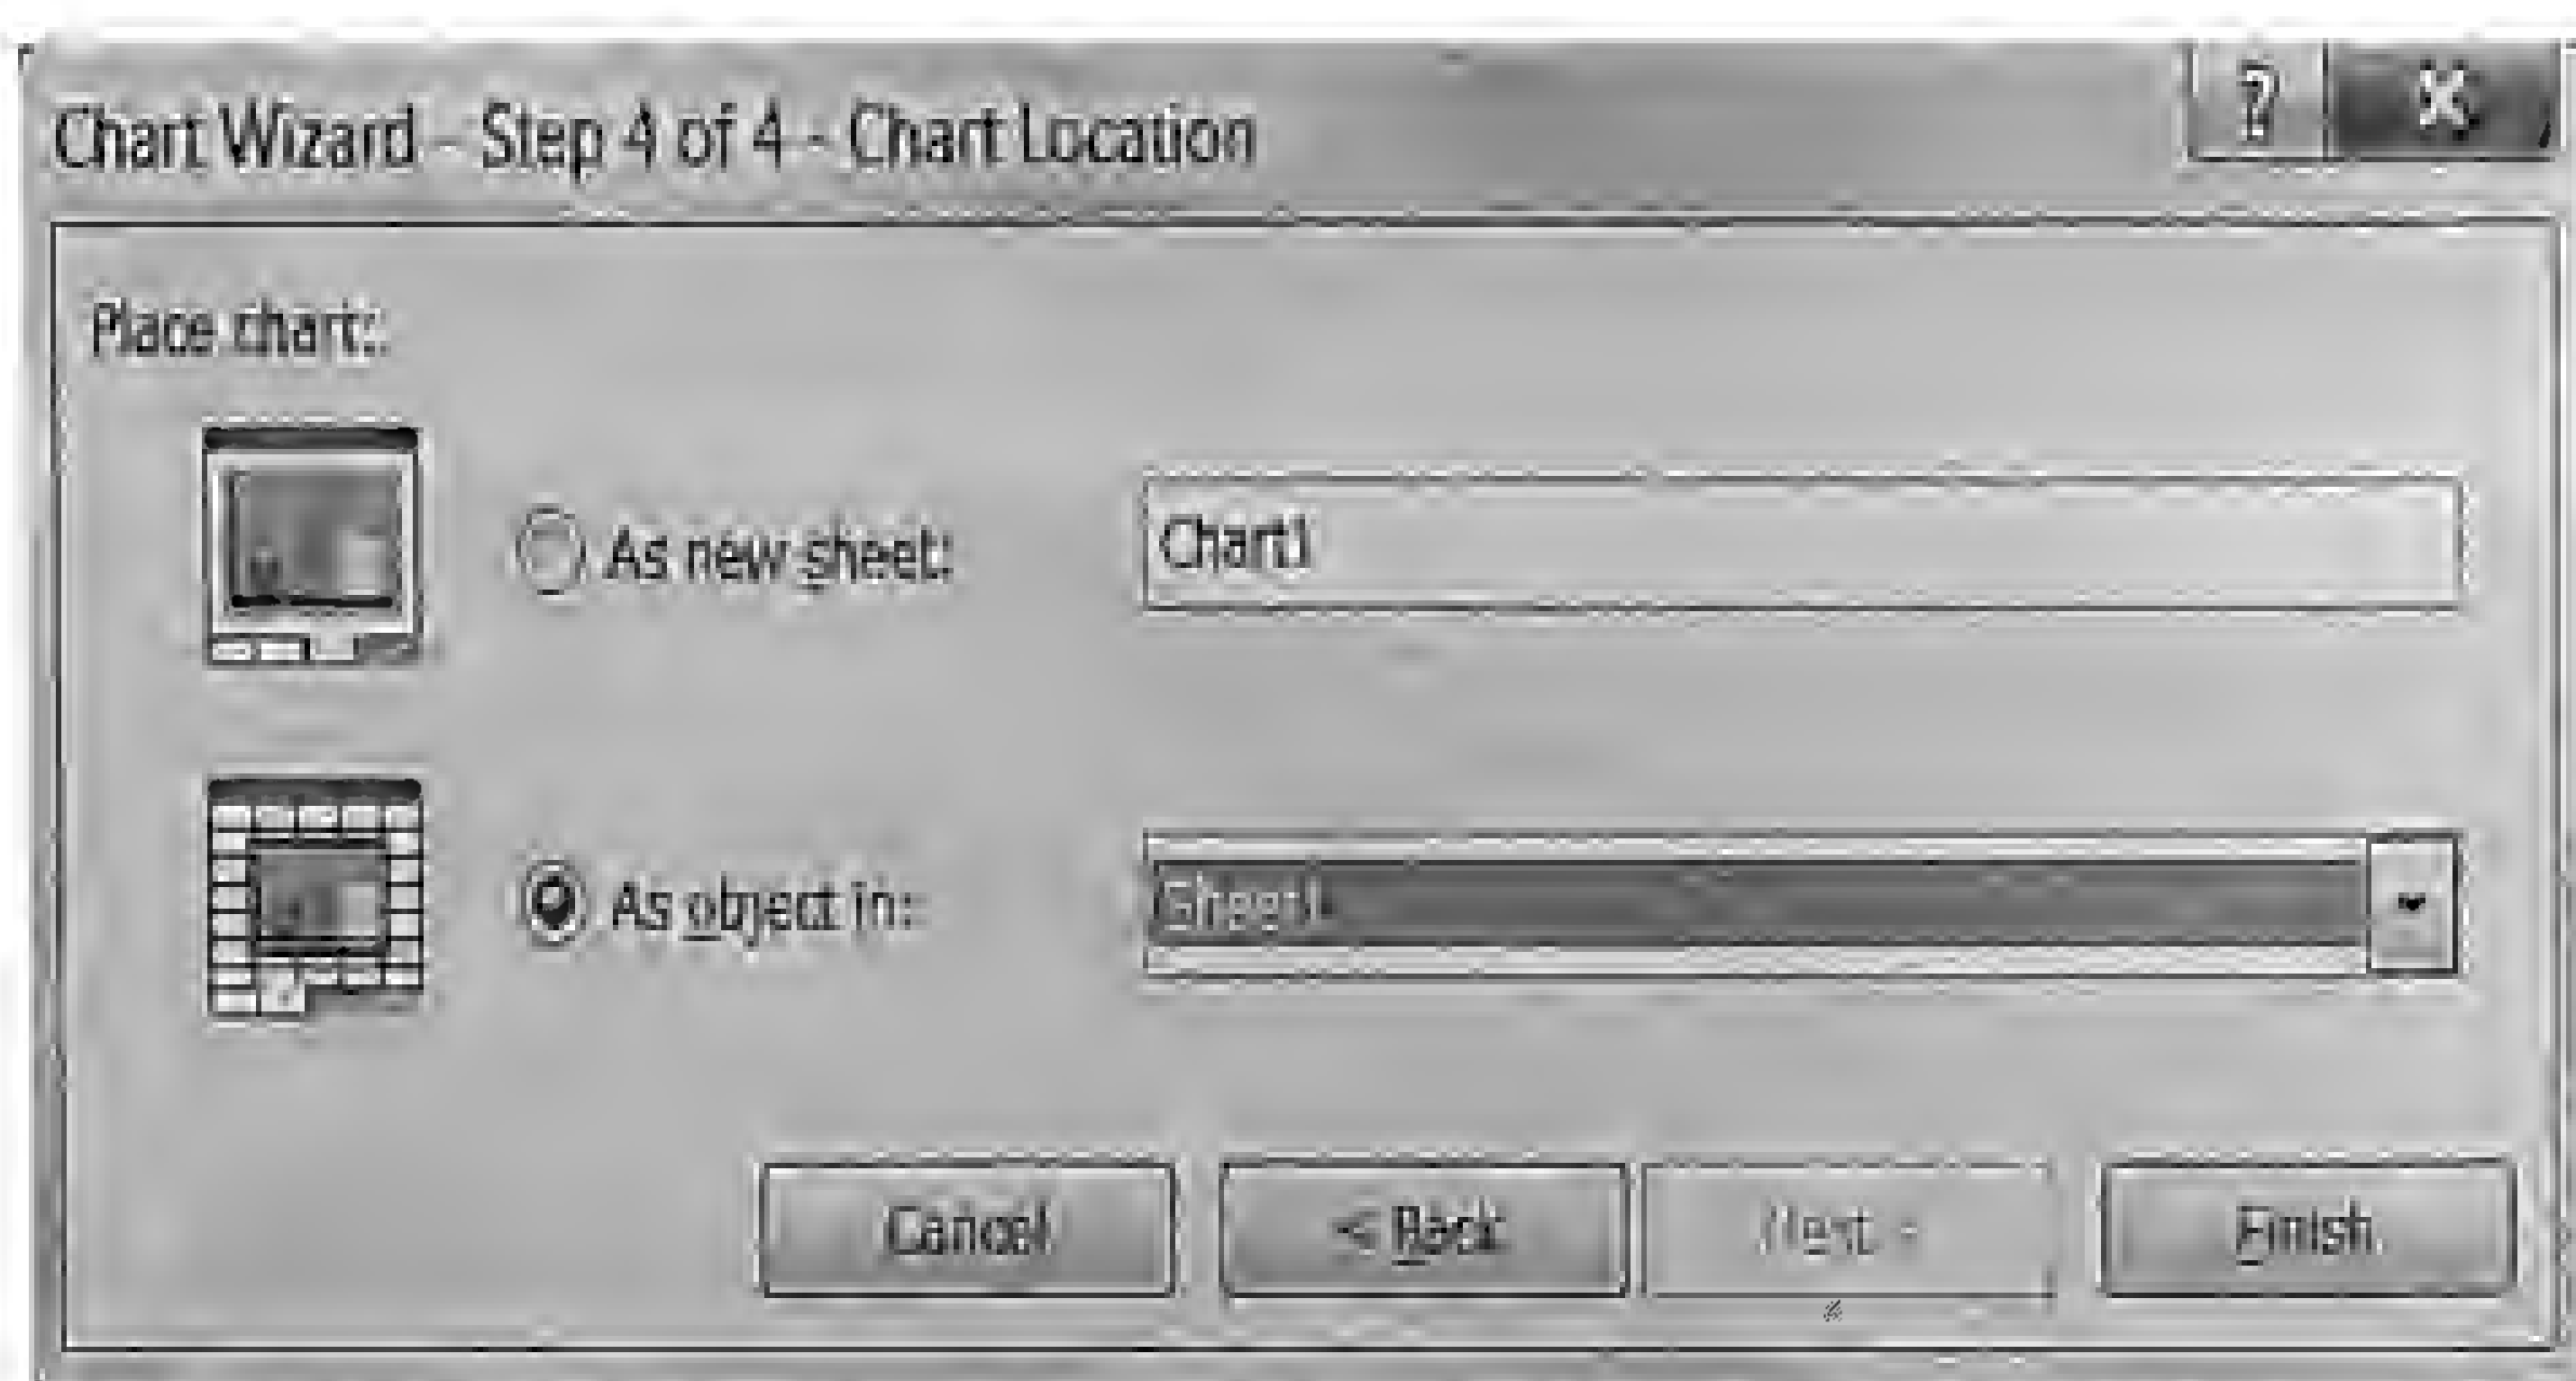 Chart Wizard - Step 4 of 4 - Chart Location
?
Place chart:
As new sheet: Chart1
As object in: Sheet1
Cancel < Back Next > Finish